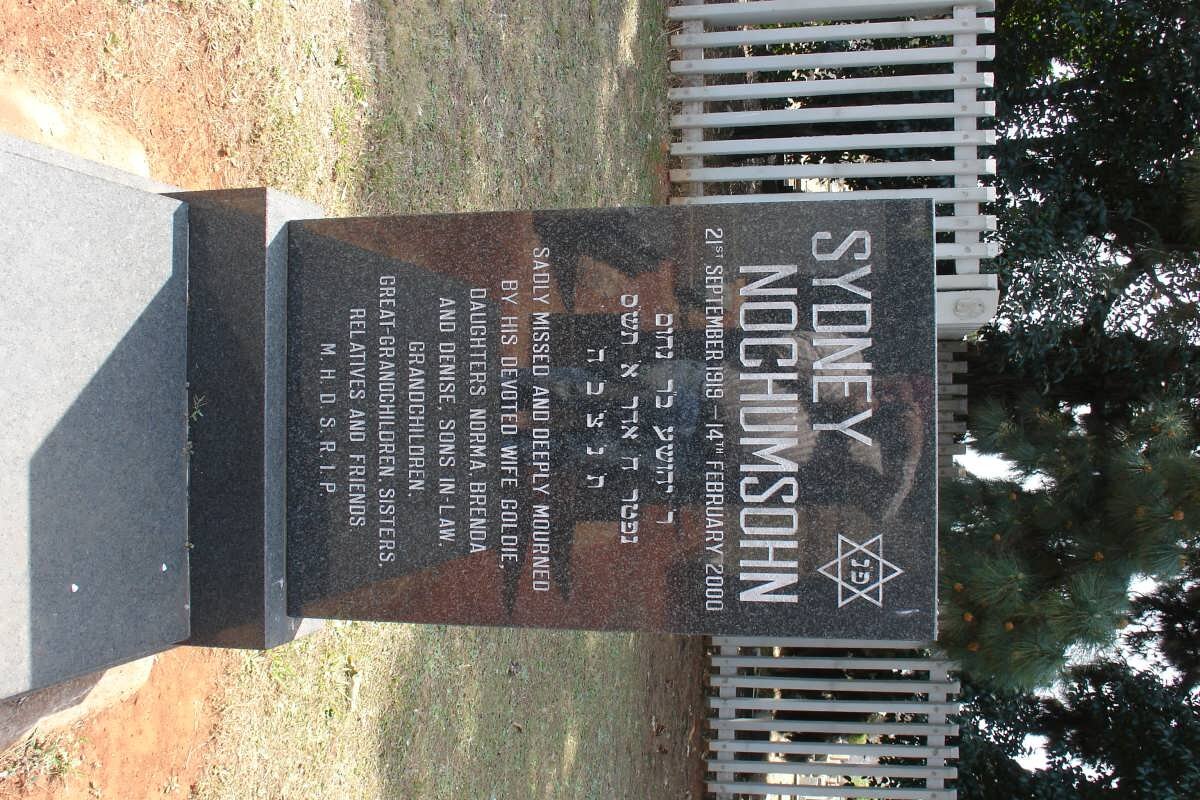 SYDNEY
פ נ
NOCHUMSOHN
21ST SEPTEMBER 1919 – 14TH FEBRUARY 2000
ר יהושע בר נחום
נפטר ח אדר א תש״ס
ת נ צ ב ה
SADLY MISSED AND DEEPLY MOURNED
BY HIS DEVOTED WIFE GOLDIE,
DAUGHTERS NORMA BRENDA
AND DENISE, SONS IN-LAW.
GRANDCHILDREN.
GREAT-GRANDCHILDREN. SISTERS,
RELATIVES AND FRIENDS.
M.H.D.S.R.I.P.